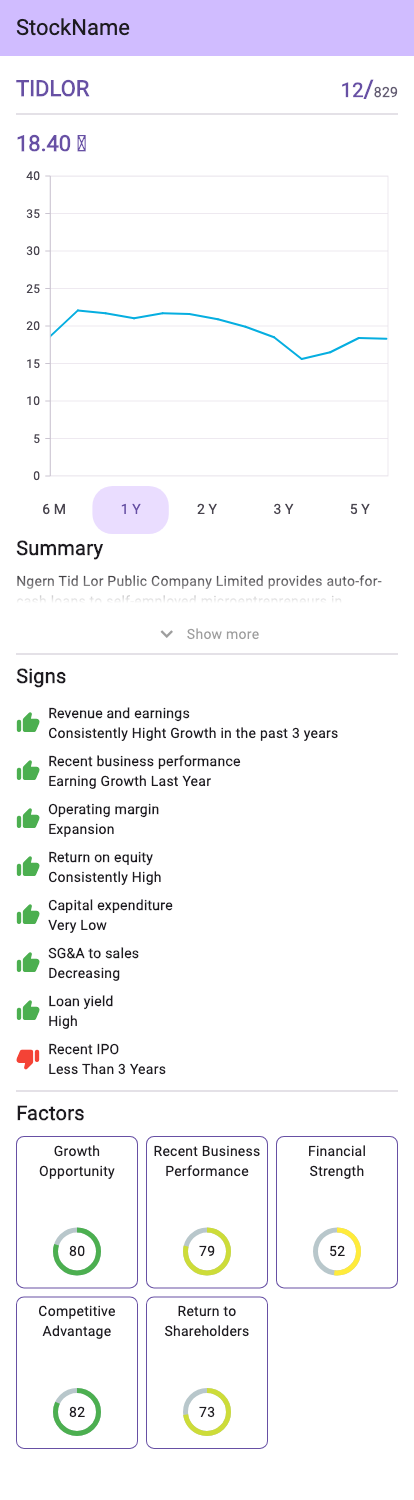 StockName
TIDLOR
12/829
18.40
40
35
30
25
20
15
10
5
0
6 M 1 Y 2 Y 3 Y 5 Y
Summary
Ngern Tid Lor Public Company Limited provides auto-for-
cash loans to self-employed microentrepreneurs in
Show more
Signs
Revenue and earnings
Consistently Hight Growth in the past 3 years
Recent business performance
Earning Growth Last Year
Operating margin
Expansion
Return on equity
Consistently High
Capital expenditure
Very Low
SG&A to sales
Decreasing
Loan yield
High
Recent IPO
Less Than 3 Years
Factors
Growth
Opportunity
80
Recent Business
Performance
79
Financial
Strength
52
Competitive
Advantage
82
Return to
Shareholders
73